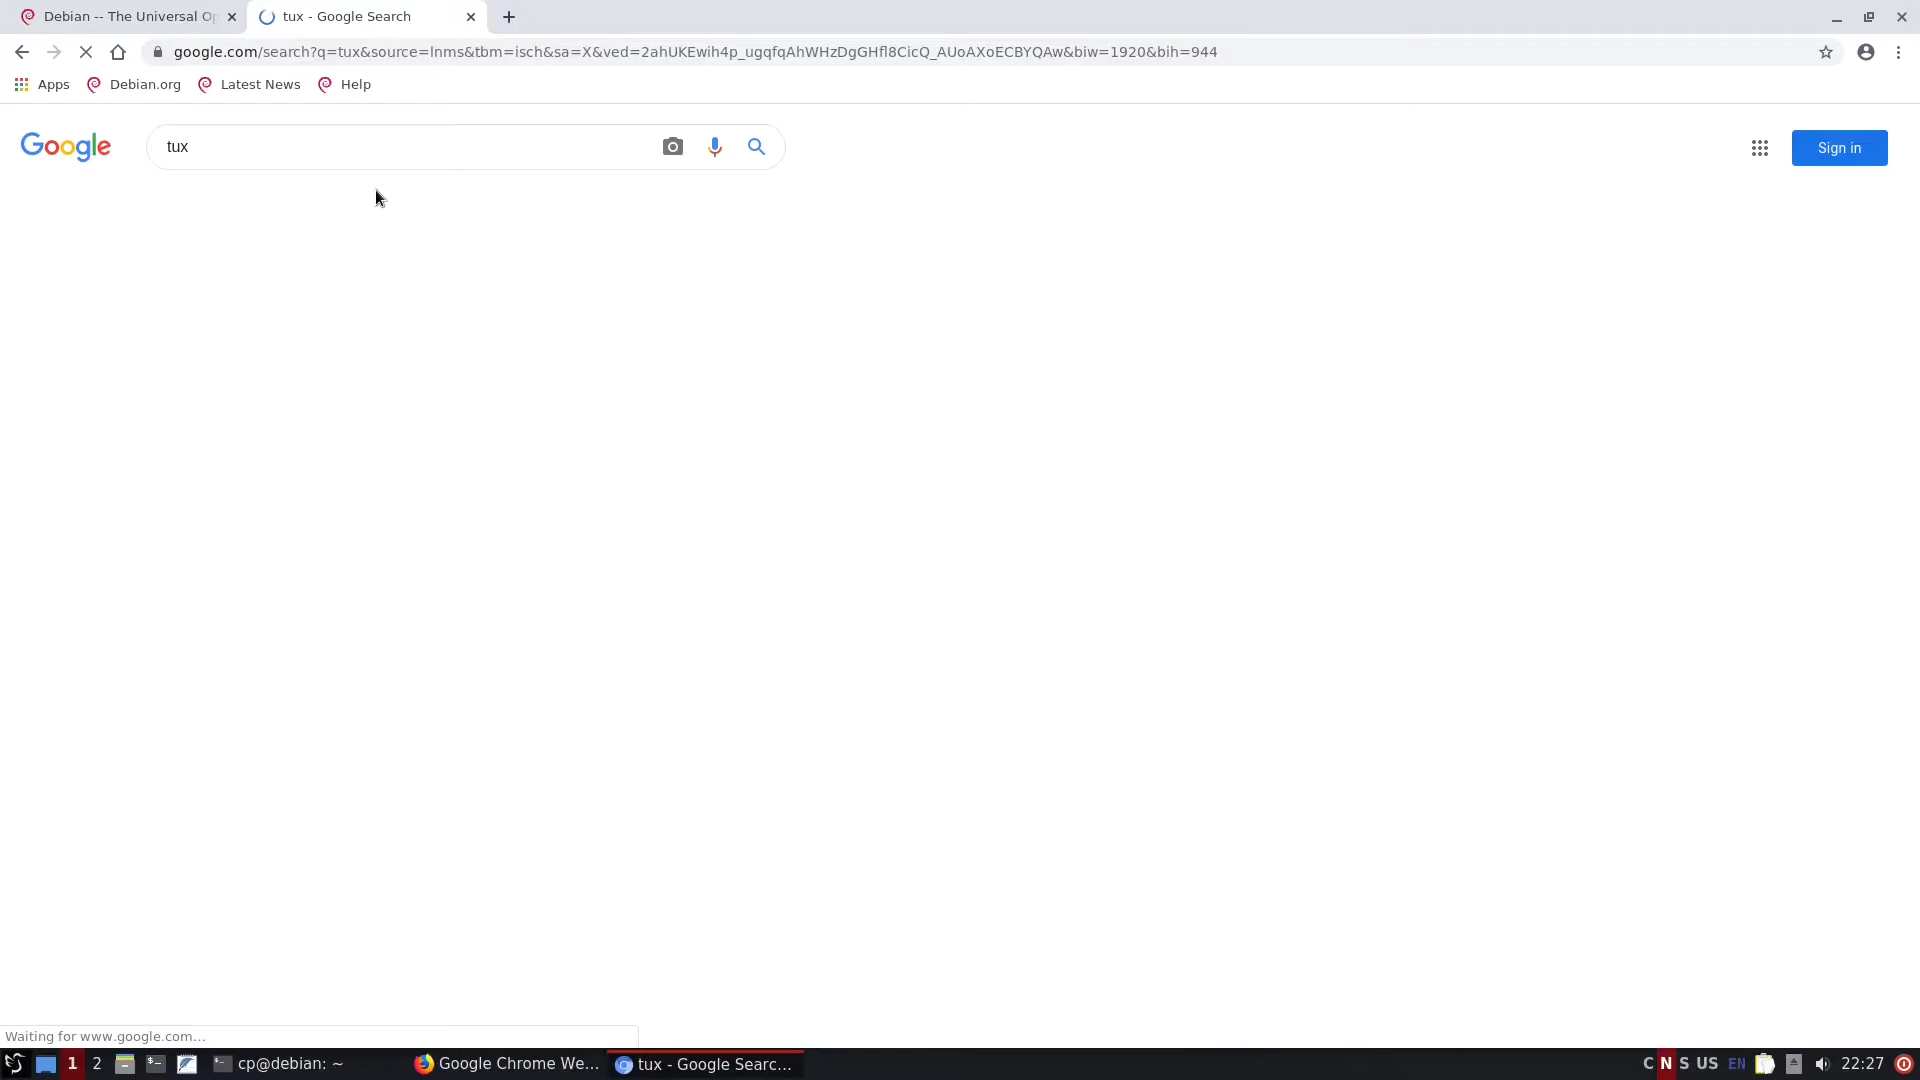 Debian -- The Universal Op
tux - Google Search
google.com/search?q=tux&source=lnms&tbm=isch&sa=X&ved=2ahUKEwih4p_ugqfqAhWHzDgGHfl8CicQ_AUoAXoECBYQAw&biw=1920&bih=944
Apps Debian.org Latest News Help
Google tux Sign in
Waiting for www.google.com...
1 2 cp@debian: ~ Google Chrome We... tux - Google Searc... C N S US EN 22:27